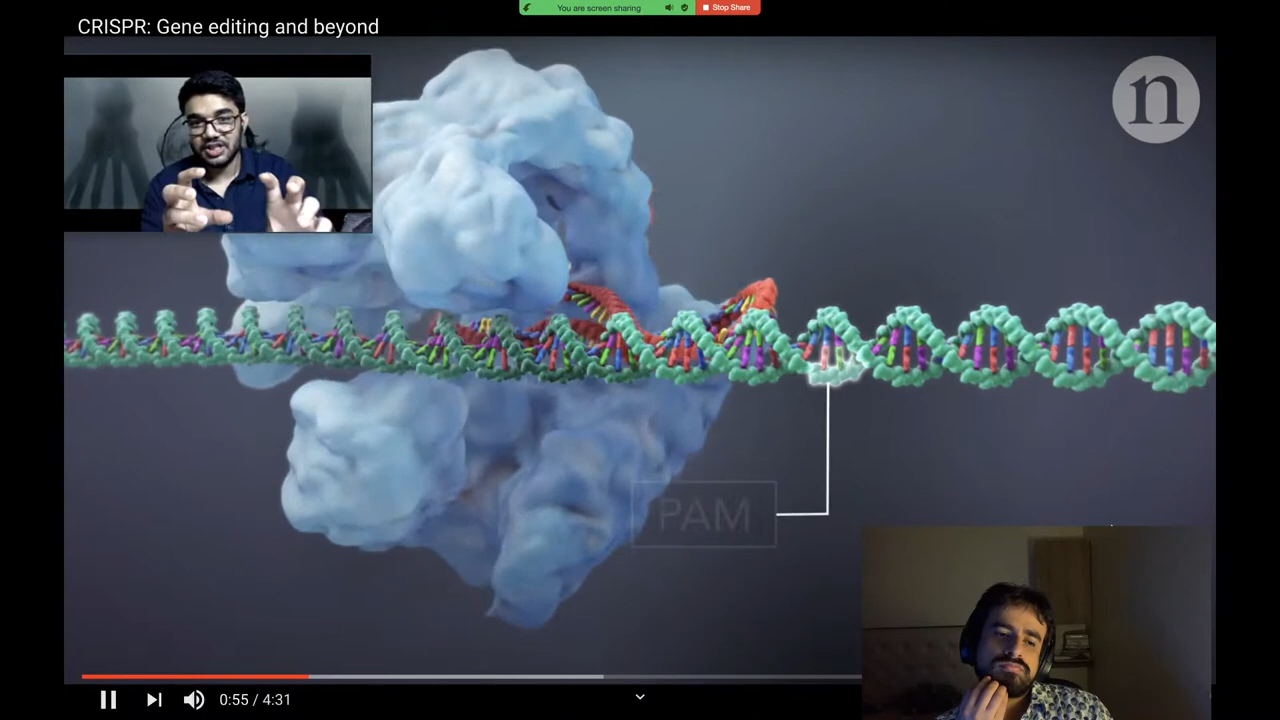 You are screen sharing
Stop Share
CRISPR: Gene editing and beyond
n
PAM
0:55 / 4:31